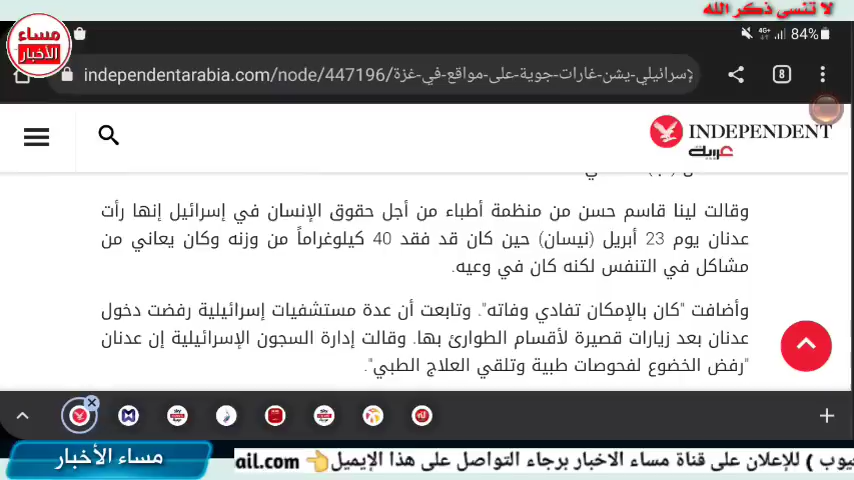 لا تنسى ذكر الله
مساء
الأخبار
4G+
84%
independentarabia.com/node/447196/إسرائيلي-يشن-غارات-جوية-على-مواقع-في-غزة
8
INDEPENDENT
عربية
وقالت لينا قاسم حسن من منظمة أطباء من أجل حقوق الإنسان في إسرائيل إنها رأت
عدنان يوم 23 أبريل (نيسان) حين كان قد فقد 40 كيلوغراماً من وزنه وكان يعاني من
مشاكل في التنفس لكنه كان في وعيه.
وأضافت "كان بالإمكان تفادي وفاته". وتابعت أن عدة مستشفيات إسرائيلية رفضت دخول
عدنان بعد زيارات قصيرة لأقسام الطوارئ بها. وقالت إدارة السجون الإسرائيلية إن عدنان
"رفض الخضوع لفحوصات طبية وتلقي العلاج الطبي".
مساء الأخبار
يوب ) للإعلان على قناة مساء الاخبار برجاء التواصل على هذا الإيميل👈 ail.com